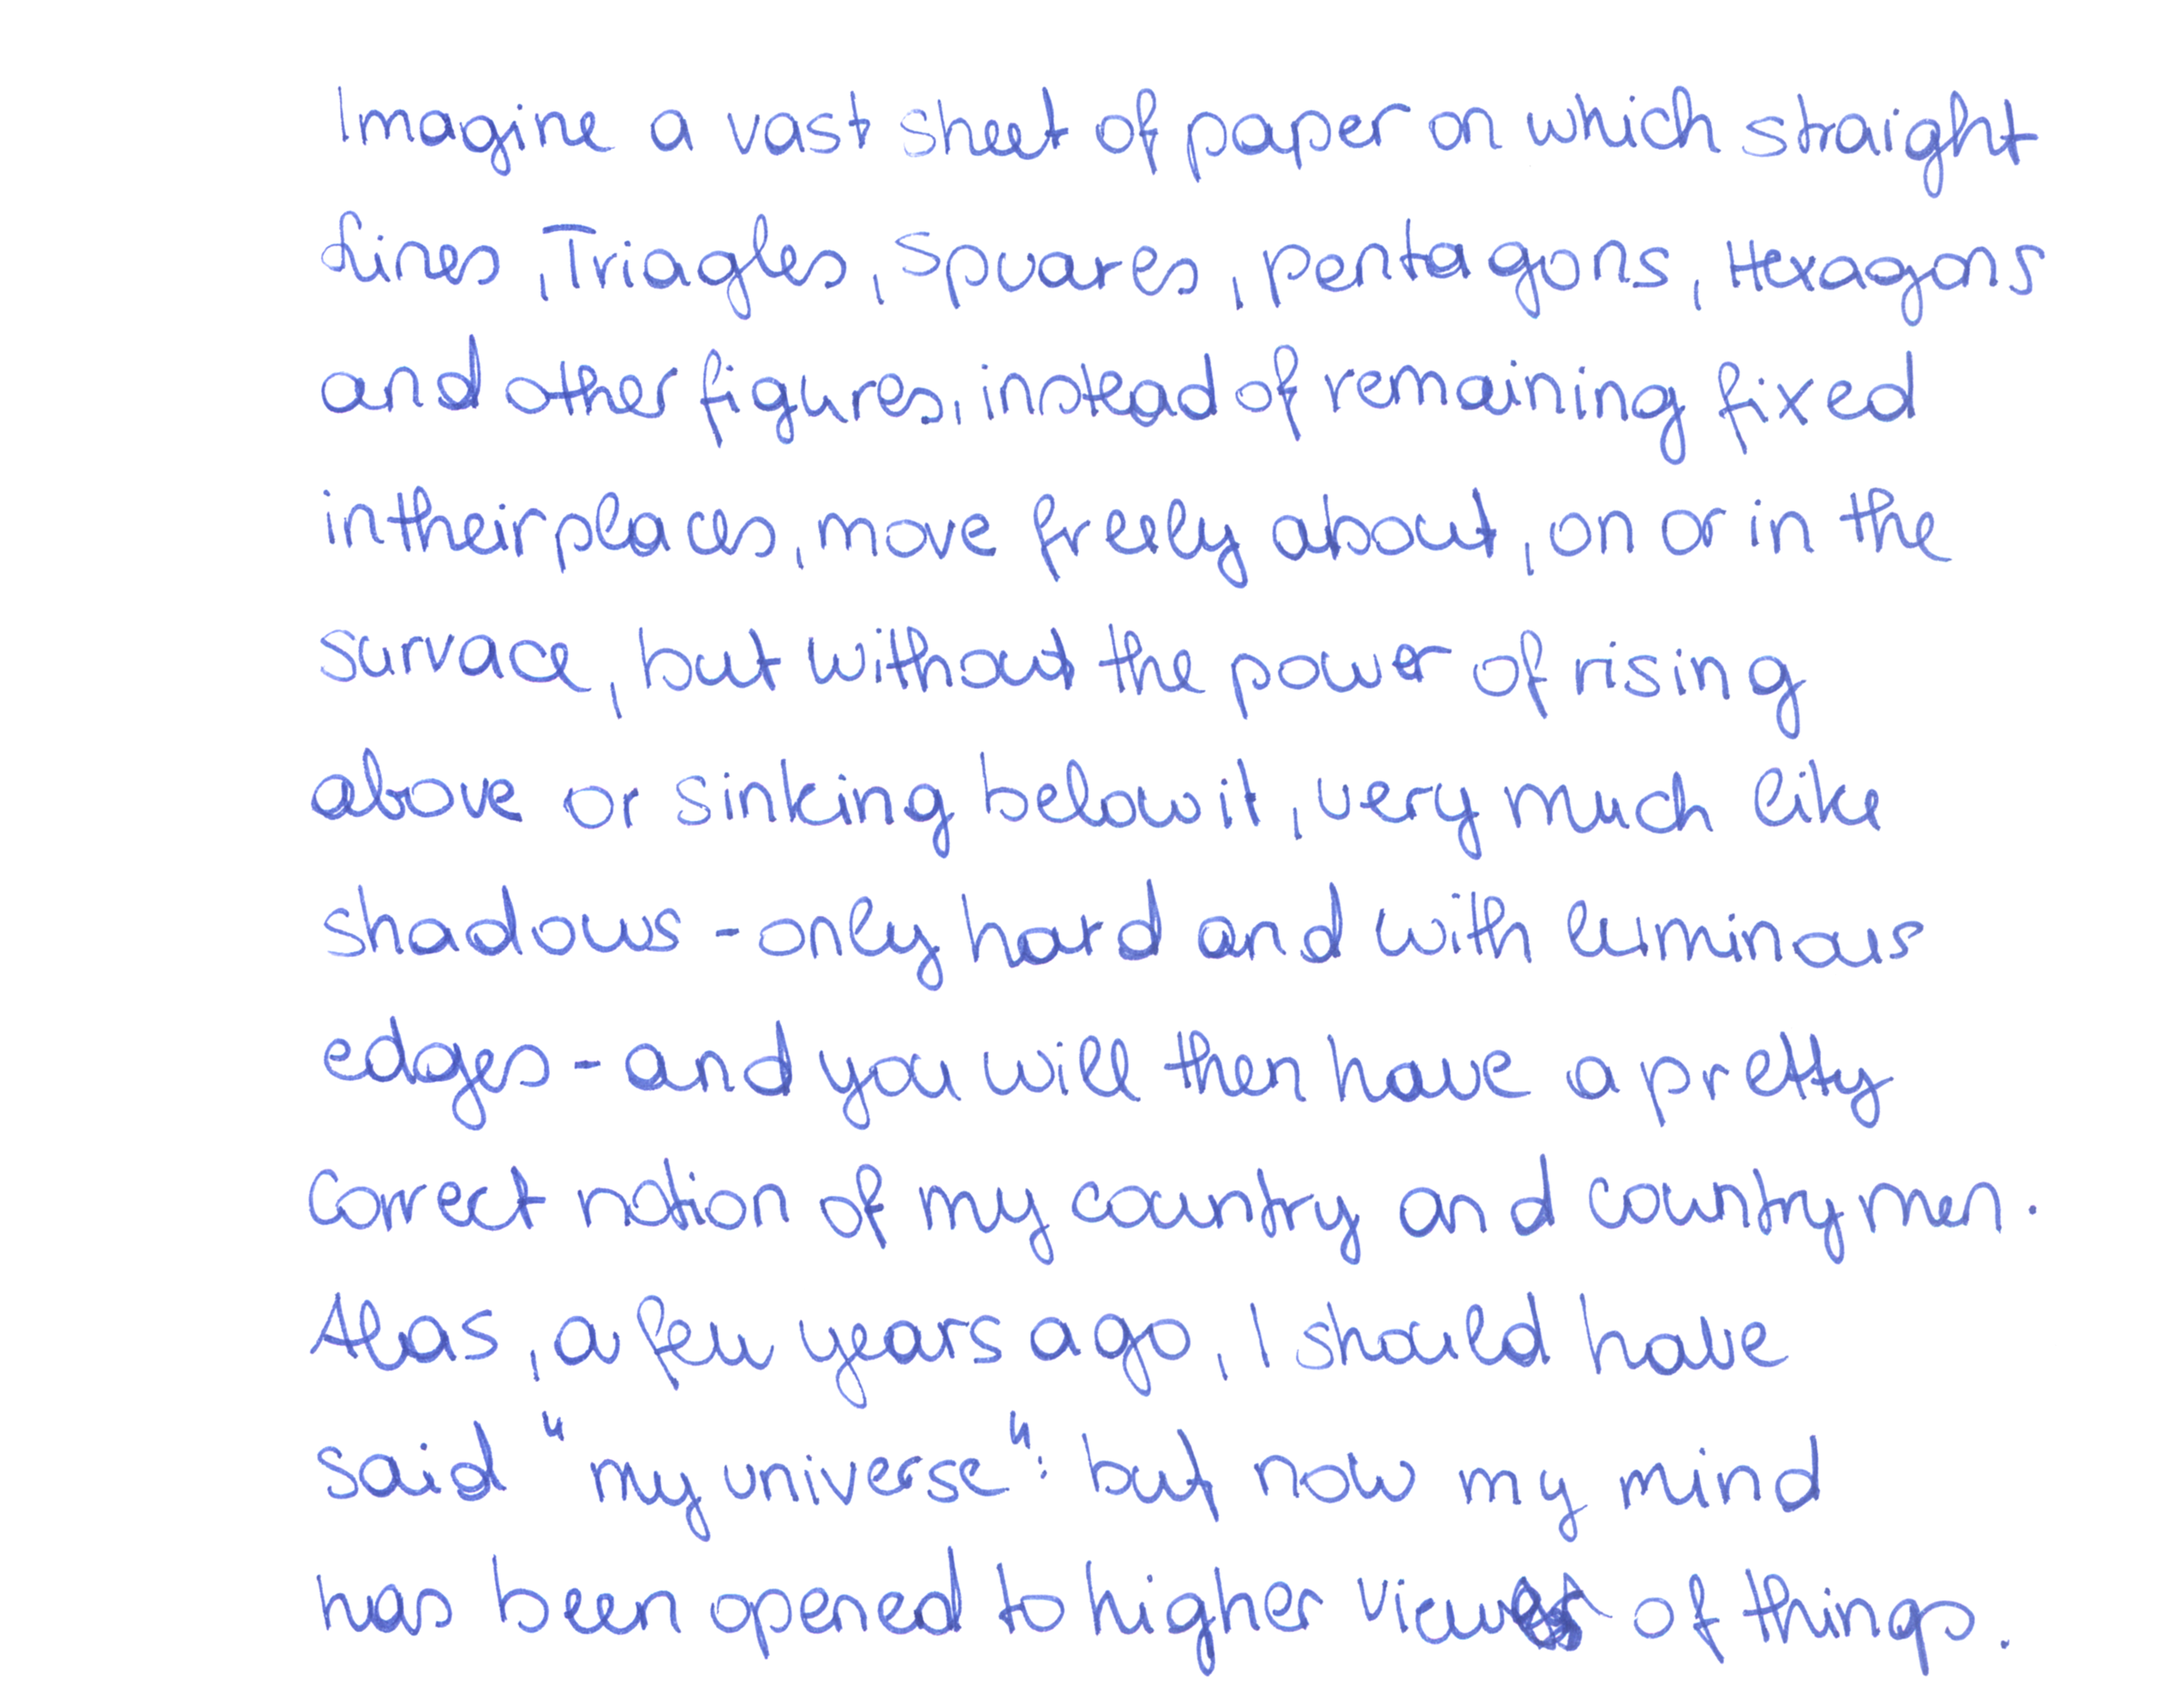 Imagine a vast sheet of paper on which straight
Lines, Triagles, Spuares, pentagons, Hexagons
and other figures, instead of remaining fixed
in their places, move freely about, on or in the
survace, but without the power of rising
above or sinking below it, very much like
shadows - only hard and with luminous
edges - and you will then have a pretty
correct notion of my country and countrymen.
Alas, a few years ago, I should have
said "my universe": but now my mind
has been opened to higher views of things.